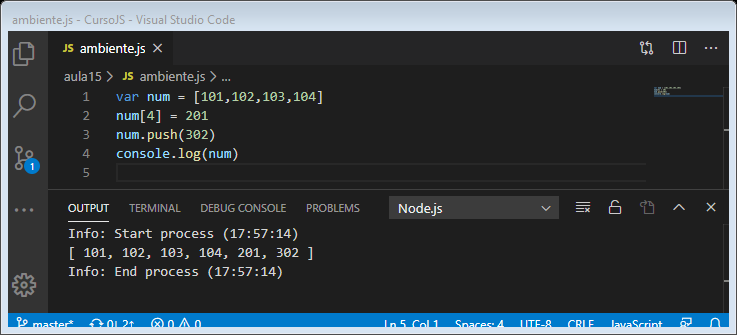 ambiente.js - CursoJS - Visual Studio Code
JS ambiente.js
aula15 > JS ambiente.js > ...
1 var num = [101,102,103,104]
2 num[4] = 201
3 num.push(302)
4 console.log(num)
5
1
OUTPUT TERMINAL DEBUG CONSOLE PROBLEMS Node.js
Info: Start process (17:57:14)
[ 101, 102, 103, 104, 201, 302 ]
Info: End process (17:57:14)
master* 0↓ 2↑ 0 0 Ln 5, Col 1 Spaces: 4 UTF-8 CRLF JavaScript